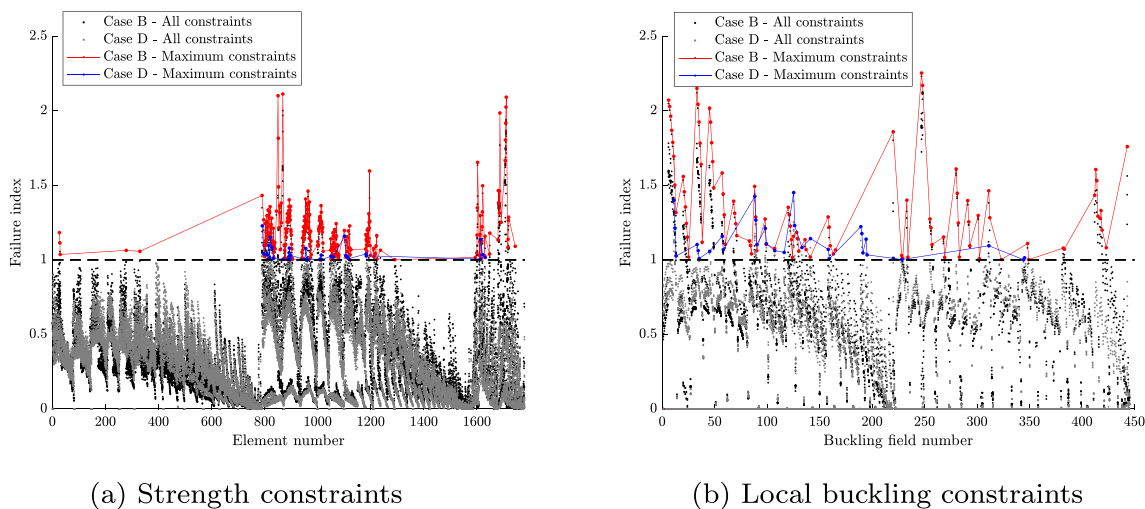 Case B - All constraints
Case D - All constraints
Case B - Maximum constraints
Case D - Maximum constraints
2.5
2
1.5
1
0.5
0
Failure index
0 200 400 600 800 1000 1200 1400 1600
Element number
(a) Strength constraints
Case B - All constraints
Case D - All constraints
Case B - Maximum constraints
Case D - Maximum constraints
2.5
2
1.5
1
0.5
0
Failure index
0 50 100 150 200 250 300 350 400 450
Buckling field number
(b) Local buckling constraints